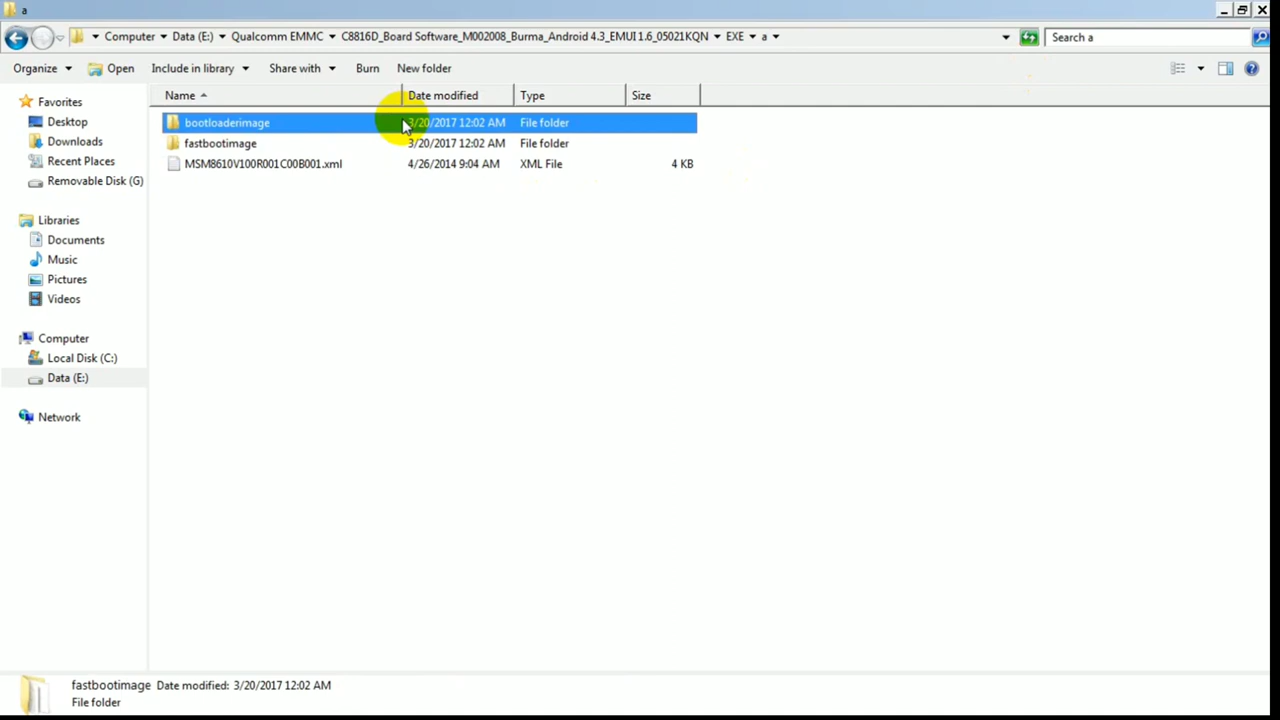 a
Computer Data (E:) Qualcomm EMMC C8816D_Board Software_M002008_Burma_Android 4.3_EMUI 1.6_05021KQN EXE a Search a
Organize Open Include in library Share with Burn New folder
Name Date modified Type Size
bootloaderimage 3/20/2017 12:02 AM File folder
fastbootimage 3/20/2017 12:02 AM File folder
MSM8610V100R001C00B001.xml 4/26/2014 9:04 AM XML File 4 KB
Favorites
Desktop
Downloads
Recent Places
Removable Disk (G)
Libraries
Documents
Music
Pictures
Videos
Computer
Local Disk (C:)
Data (E:)
Network
fastbootimage Date modified: 3/20/2017 12:02 AM
File folder